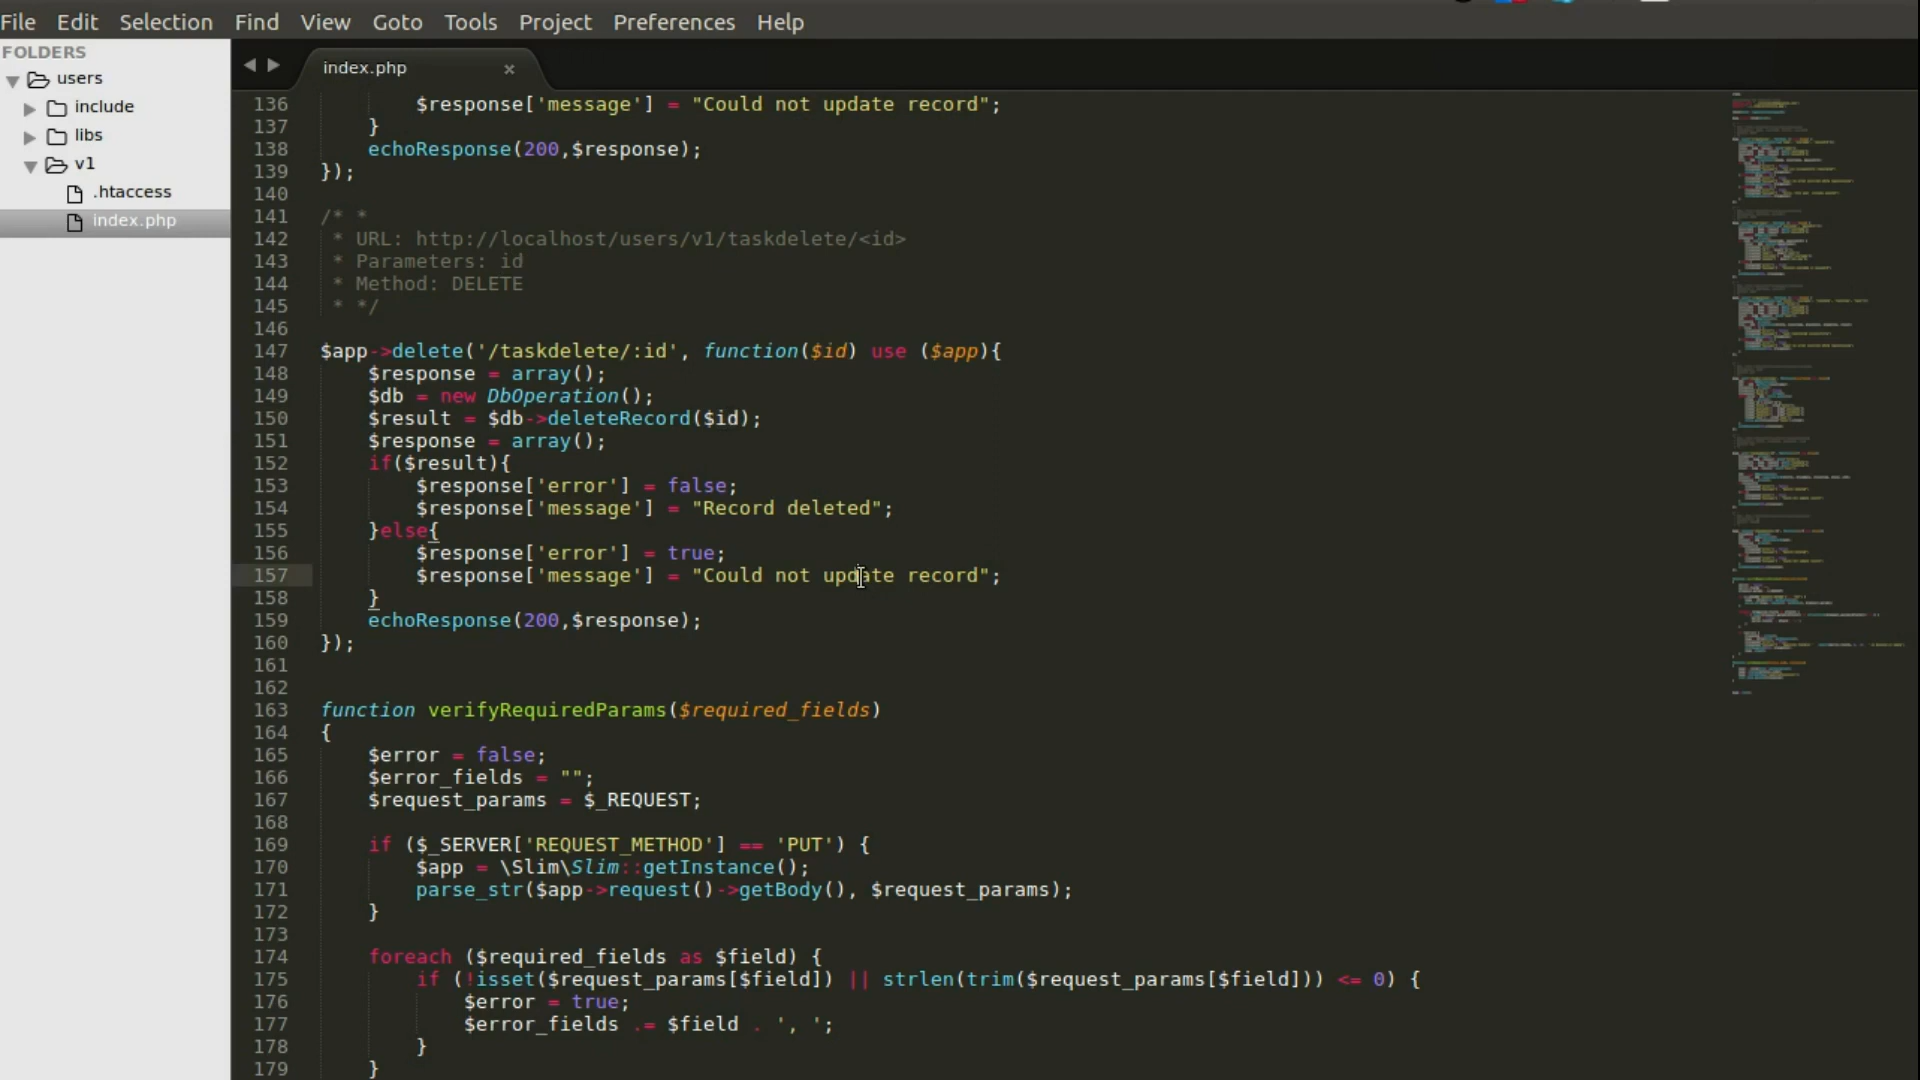 File Edit Selection Find View Goto Tools Project Preferences Help
FOLDERS
users
include
libs
v1
.htaccess
index.php
index.php ×
136 $response['message'] = "Could not update record";
137 }
138 echoResponse(200,$response);
139 });
140
141 /* *
142 * URL: http://localhost/users/v1/taskdelete/<id>
143 * Parameters: id
144 * Method: DELETE
145 * */
146
147 $app->delete('/taskdelete/:id', function($id) use ($app){
148 $response = array();
149 $db = new DbOperation();
150 $result = $db->deleteRecord($id);
151 $response = array();
152 if($result){
153 $response['error'] = false;
154 $response['message'] = "Record deleted";
155 }else{
156 $response['error'] = true;
157 $response['message'] = "Could not update record";
158 }
159 echoResponse(200,$response);
160 });
161
162
163 function verifyRequiredParams($required_fields)
164 {
165 $error = false;
166 $error_fields = "";
167 $request_params = $_REQUEST;
168
169 if ($_SERVER['REQUEST_METHOD'] == 'PUT') {
170 $app = \Slim\Slim::getInstance();
171 parse_str($app->request()->getBody(), $request_params);
172 }
173
174 foreach ($required_fields as $field) {
175 if (!isset($request_params[$field]) || strlen(trim($request_params[$field])) <= 0) {
176 $error = true;
177 $error_fields .= $field . ', ';
178 }
179 }